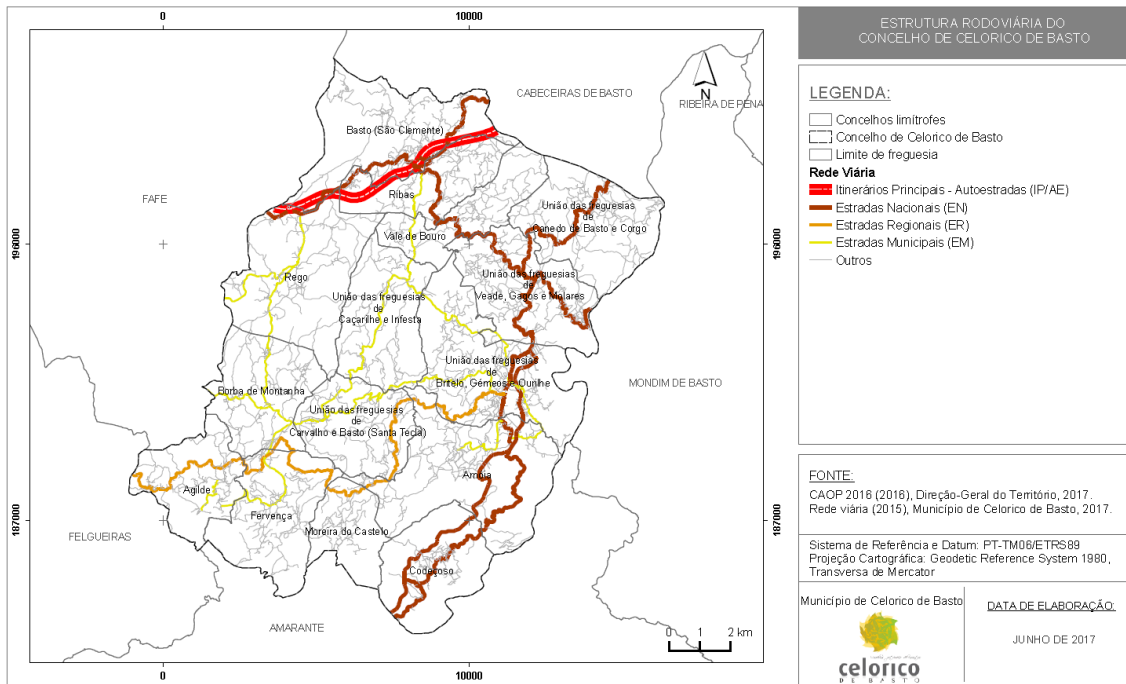 0
10000
ESTRUTURA RODOVIÁRIA DO
CONCELHO DE CELORICO DE BASTO
N
CABECEIRAS DE BASTO
RIBEIRA DE PENA
LEGENDA:
Concelhos limítrofes
Concelho de Celorico de Basto
Limite de freguesia
Rede Viária
Itinerários Principais - Autoestradas (IP/AE)
Estradas Nacionais (EN)
Estradas Regionais (ER)
Estradas Municipais (EM)
Outros
Basto (São Clemente)
FAFE
Ribas
União das freguesias
de
Canedo de Basto e Corgo
Vale de Bouro
196000
196000
Rego
União das freguesias
de
Veade, Gagos e Molares
União das freguesias
de
Caçarilhe e Infesta
União das freguesias
de
Britelo, Gémeos e Ourilhe
MONDIM DE BASTO
Borba de Montanha
União das freguesias
de
Carvalho e Basto (Santa Tecla)
Arnoia
Agilde
Fervença
Moreira do Castelo
187000
187000
FELGUEIRAS
Codeçoso
AMARANTE
0 1 2 km
0
10000
FONTE:
CAOP 2016 (2016), Direção-Geral do Território, 2017.
Rede viária (2015), Município de Celorico de Basto, 2017.
Sistema de Referência e Datum: PT-TM06/ETRS89
Projeção Cartográfica: Geodetic Reference System 1980,
Transversa de Mercator
Município de Celorico de Basto
celorico
DE BASTO
DATA DE ELABORAÇÃO:
JUNHO DE 2017